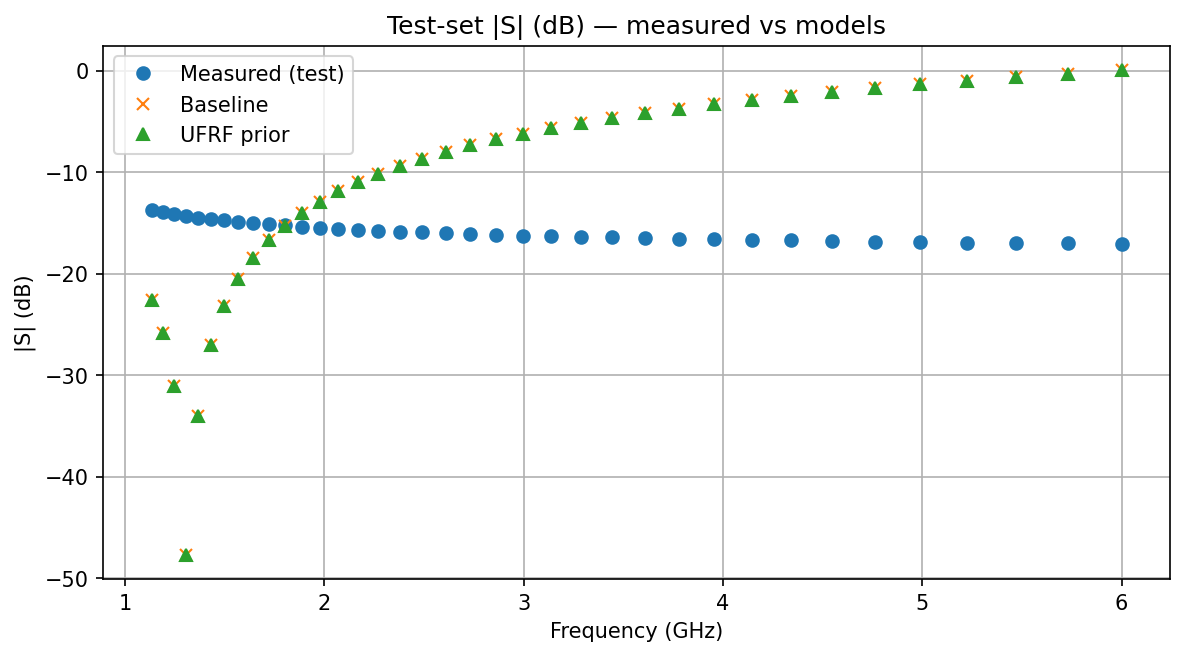 Test-set |S| (dB) — measured vs models
Measured (test)
Baseline
UFRF prior
|S| (dB)
0
−10
−20
−30
−40
−50
1 2 3 4 5 6
Frequency (GHz)